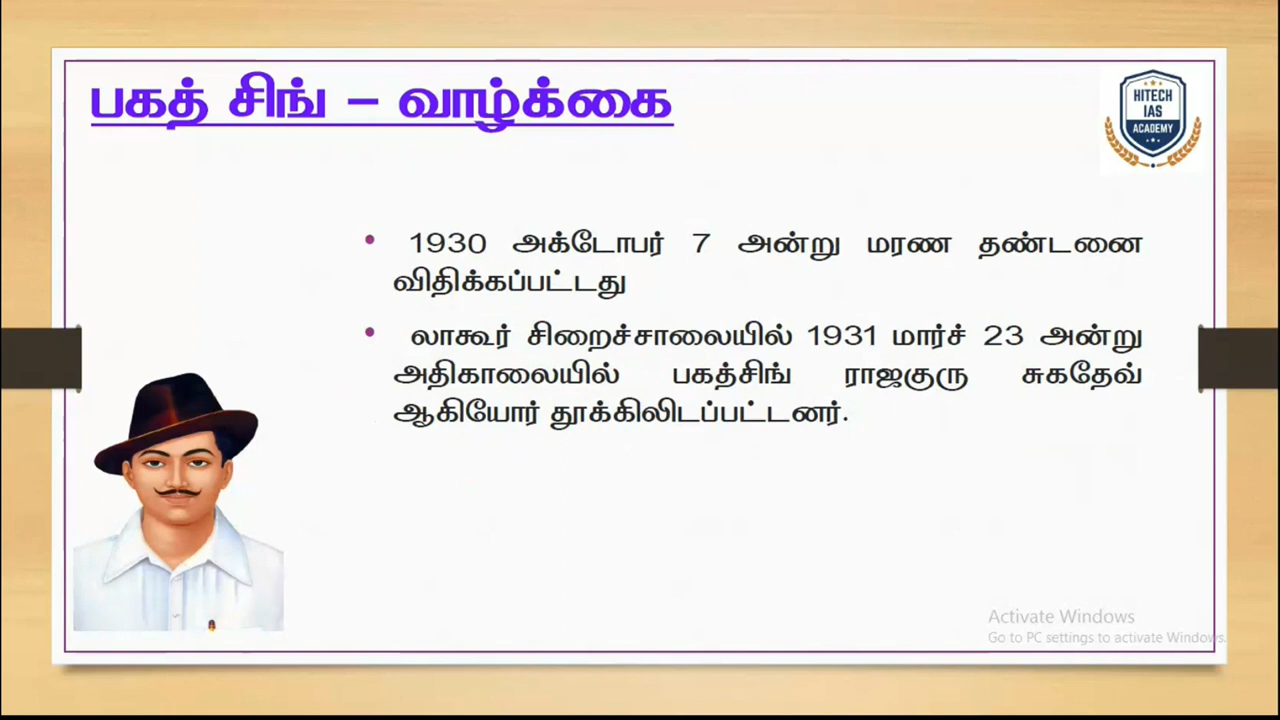 பகத் சிங் – வாழ்க்கை
HITECH
IAS
ACADEMY
• 1930 அக்டோபர் 7 அன்று மரண தண்டனை
விதிக்கப்பட்டது
• லாகூர் சிறைச்சாலையில் 1931 மார்ச் 23 அன்று
அதிகாலையில் பகத்சிங் ராஜகுரு சுகதேவ்
ஆகியோர் தூக்கிலிடப்பட்டனர்.
Activate Windows
Go to PC settings to activate Windows.